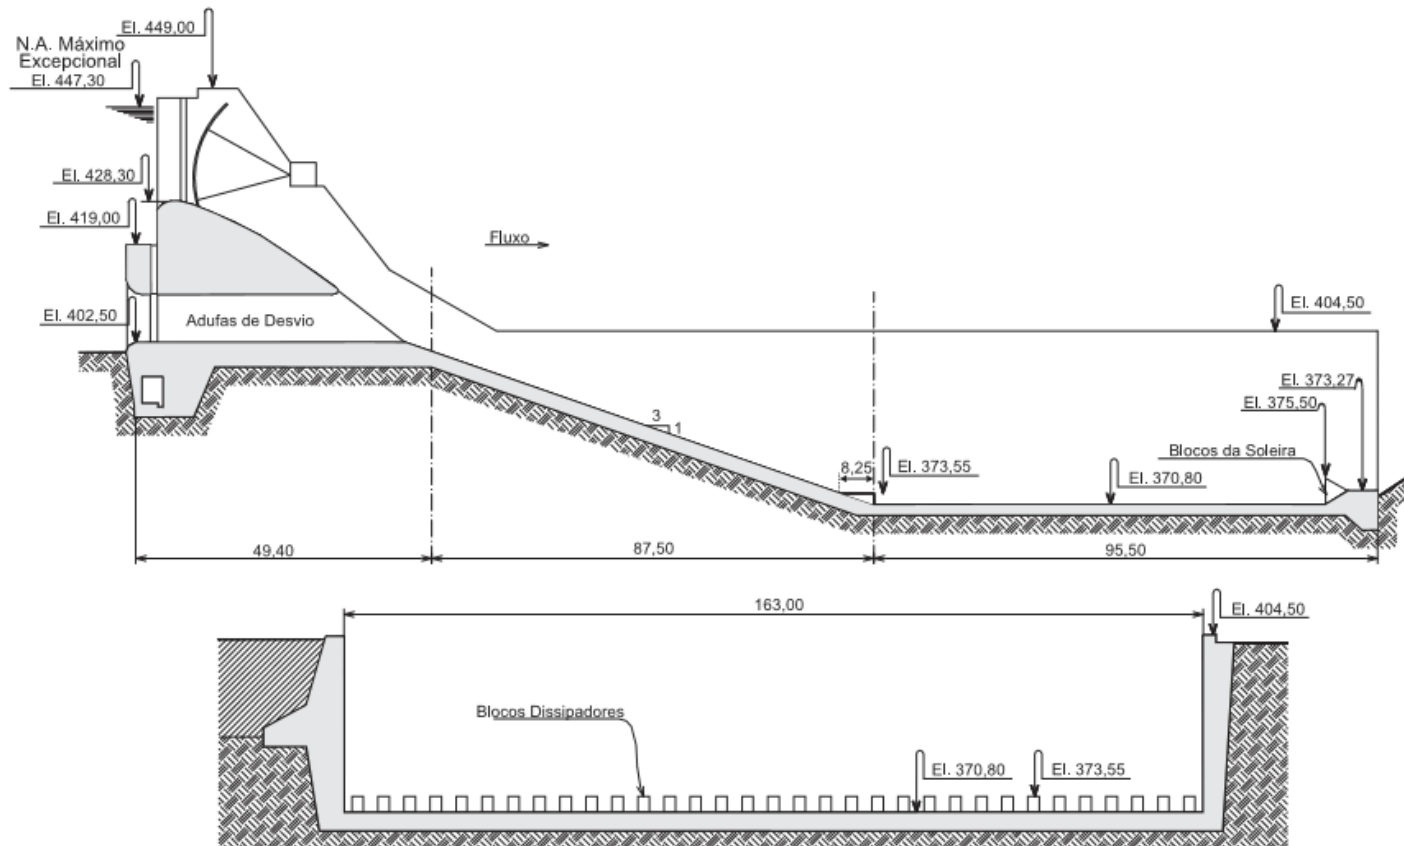 El. 449,00
N.A. Máximo
Excepcional
El. 447,30
El. 428,30
El. 419,00
Fluxo
El. 402,50
Adufas de Desvio
El. 404,50
El. 373,27
El. 375,50
3
1
Blocos da Soleira
8,25
El. 373,55
El. 370,80
49,40
87,50
95,50
163,00
El. 404,50
Blocos Dissipadores
El. 370,80
El. 373,55